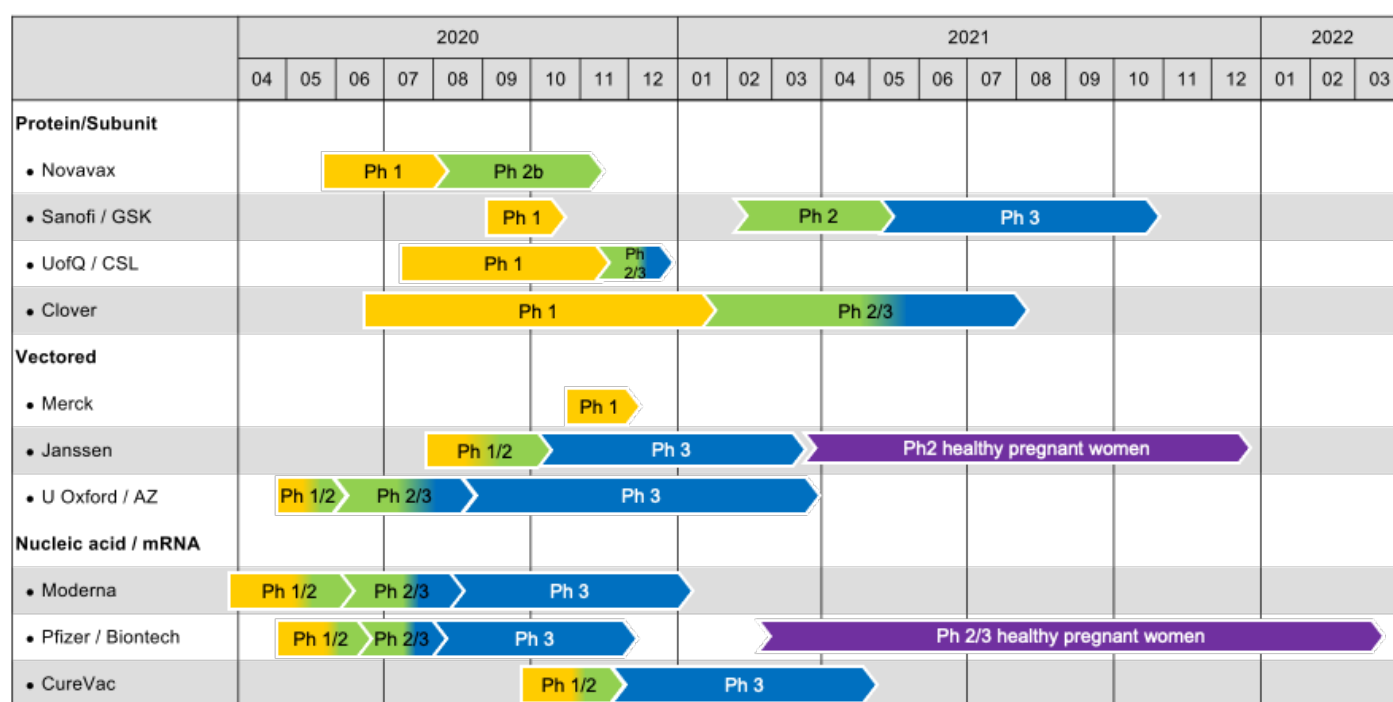 2020 2021 2022
04 05 06 07 08 09 10 11 12 01 02 03 04 05 06 07 08 09 10 11 12 01 02 03
Protein/Subunit
• Novavax Ph 1 Ph 2b
• Sanofi / GSK Ph 1 Ph 2 Ph 3
• UofQ / CSL Ph 1 Ph
2/3
• Clover Ph 1 Ph 2/3
Vectored
• Merck Ph 1
• Janssen Ph 1/2 Ph 3 Ph2 healthy pregnant women
• U Oxford / AZ Ph 1/2 Ph 2/3 Ph 3
Nucleic acid / mRNA
• Moderna Ph 1/2 Ph 2/3 Ph 3
• Pfizer / Biontech Ph 1/2 Ph 2/3 Ph 3 Ph 2/3 healthy pregnant women
• CureVac Ph 1/2 Ph 3